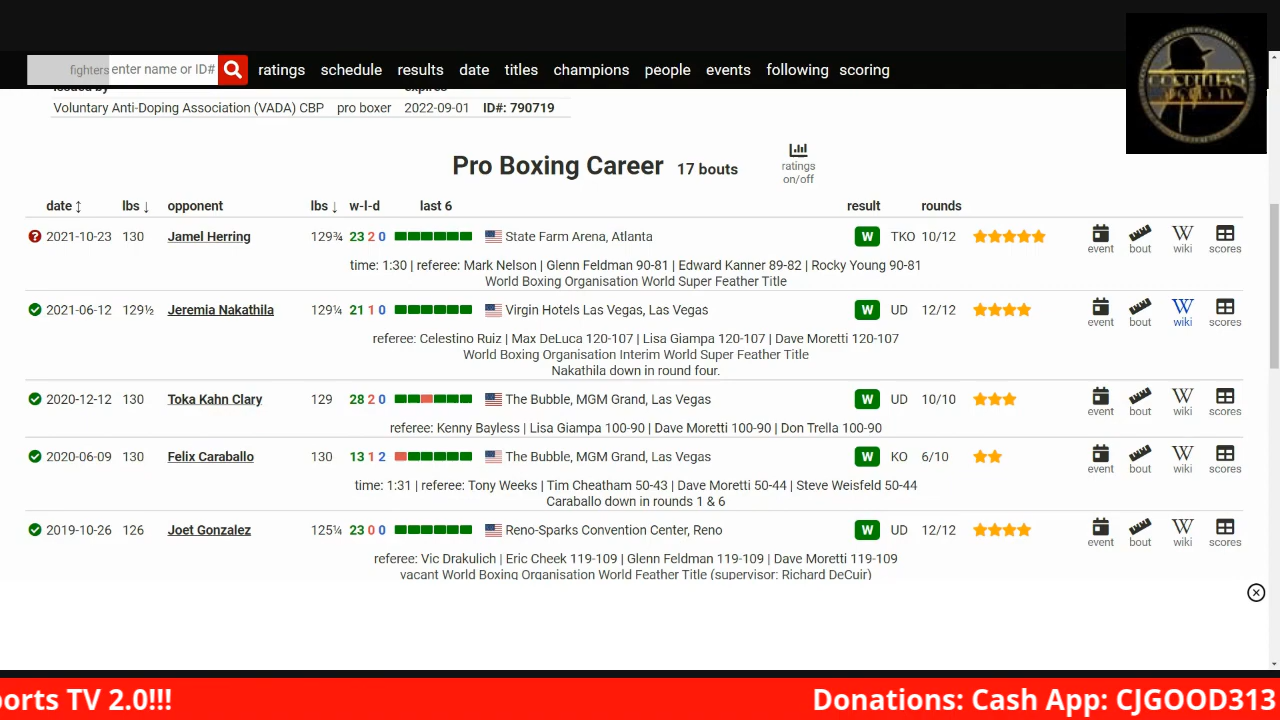 fighters enter name or ID# ratings schedule results date titles champions people events following scoring
issued by expires
Voluntary Anti-Doping Association (VADA) CBP pro boxer 2022-09-01 ID#: 790719
Pro Boxing Career 17 bouts
ratings
on/off
date ↕ lbs ↓ opponent lbs ↓ w-l-d last 6 result rounds
2021-10-23 130 Jamel Herring 129¾ 23 2 0 State Farm Arena, Atlanta W TKO 10/12
event bout wiki scores
time: 1:30 | referee: Mark Nelson | Glenn Feldman 90-81 | Edward Kanner 89-82 | Rocky Young 90-81
World Boxing Organisation World Super Feather Title
2021-06-12 129½ Jeremia Nakathila 129¼ 21 1 0 Virgin Hotels Las Vegas, Las Vegas W UD 12/12
event bout wiki scores
referee: Celestino Ruiz | Max DeLuca 120-107 | Lisa Giampa 120-107 | Dave Moretti 120-107
World Boxing Organisation Interim World Super Feather Title
Nakathila down in round four.
2020-12-12 130 Toka Kahn Clary 129 28 2 0 The Bubble, MGM Grand, Las Vegas W UD 10/10
event bout wiki scores
referee: Kenny Bayless | Lisa Giampa 100-90 | Dave Moretti 100-90 | Don Trella 100-90
2020-06-09 130 Felix Caraballo 130 13 1 2 The Bubble, MGM Grand, Las Vegas W KO 6/10
event bout wiki scores
time: 1:31 | referee: Tony Weeks | Tim Cheatham 50-43 | Dave Moretti 50-44 | Steve Weisfeld 50-44
Caraballo down in rounds 1 & 6
2019-10-26 126 Joet Gonzalez 125¼ 23 0 0 Reno-Sparks Convention Center, Reno W UD 12/12
event bout wiki scores
referee: Vic Drakulich | Eric Cheek 119-109 | Glenn Feldman 119-109 | Dave Moretti 119-109
vacant World Boxing Organisation World Feather Title (supervisor: Richard DeCuir)
orts TV 2.0!!! Donations: Cash App: CJGOOD313